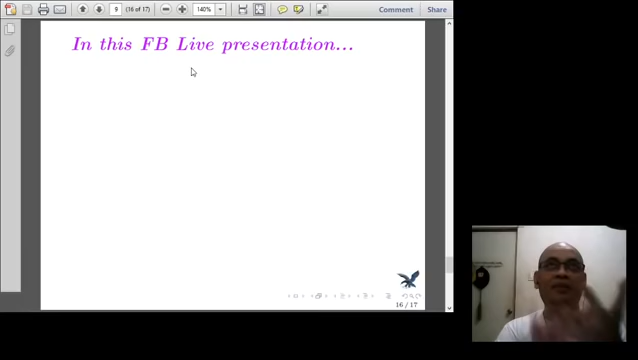 9 (16 of 17) 140% Comment Share
In this FB Live presentation...
16 / 17